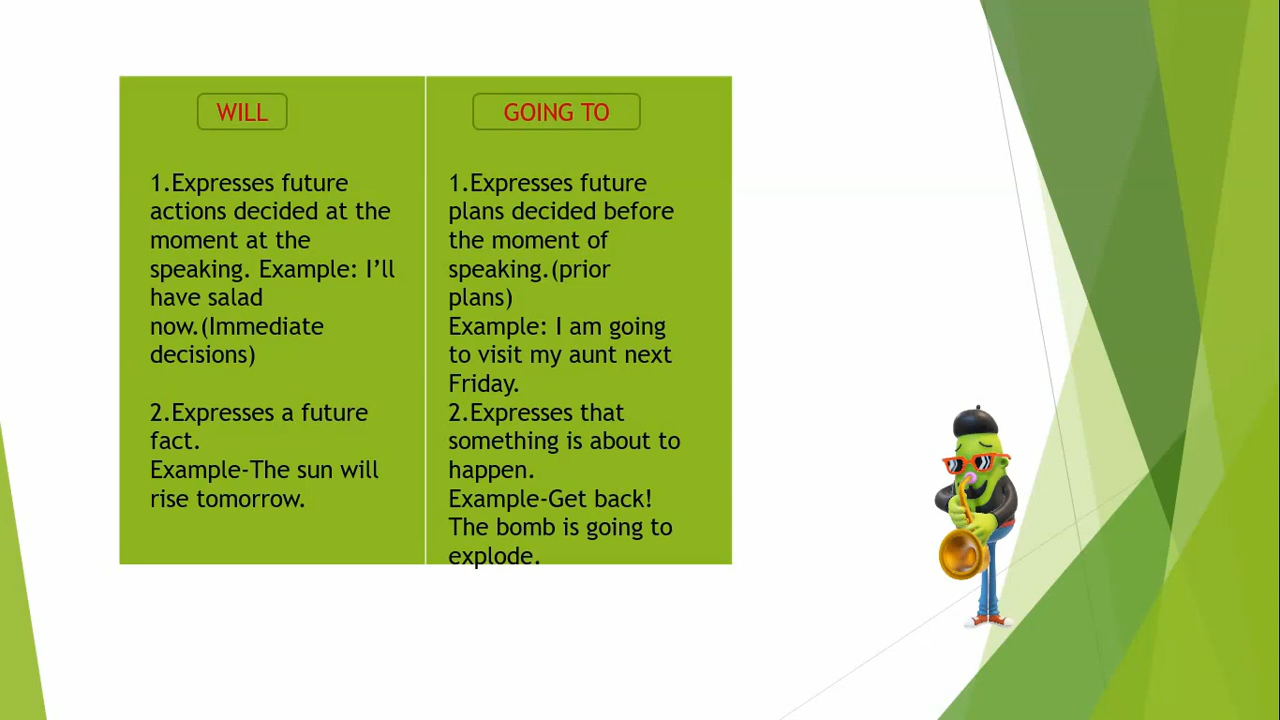 WILL
1.Expresses future
actions decided at the
moment at the
speaking. Example: I’ll
have salad
now.(Immediate
decisions)
2.Expresses a future
fact.
Example-The sun will
rise tomorrow.
GOING TO
1.Expresses future
plans decided before
the moment of
speaking.(prior
plans)
Example: I am going
to visit my aunt next
Friday.
2.Expresses that
something is about to
happen.
Example-Get back!
The bomb is going to
explode.